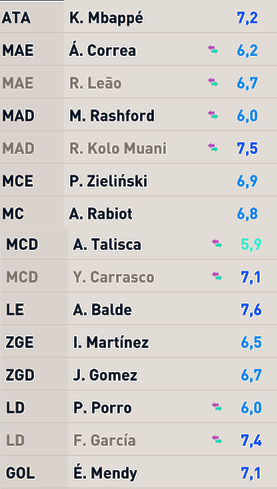 ATA K. Mbappé 7,2
MAE Á. Correa 6,2
MAE R. Leão 6,7
MAD M. Rashford 6,0
MAD R. Kolo Muani 7,5
MCE P. Zieliński 6,9
MC A. Rabiot 6,8
MCD A. Talisca 5,9
MCD Y. Carrasco 7,1
LE A. Balde 7,6
ZGE I. Martínez 6,5
ZGD J. Gomez 6,7
LD P. Porro 6,0
LD F. García 7,4
GOL É. Mendy 7,1